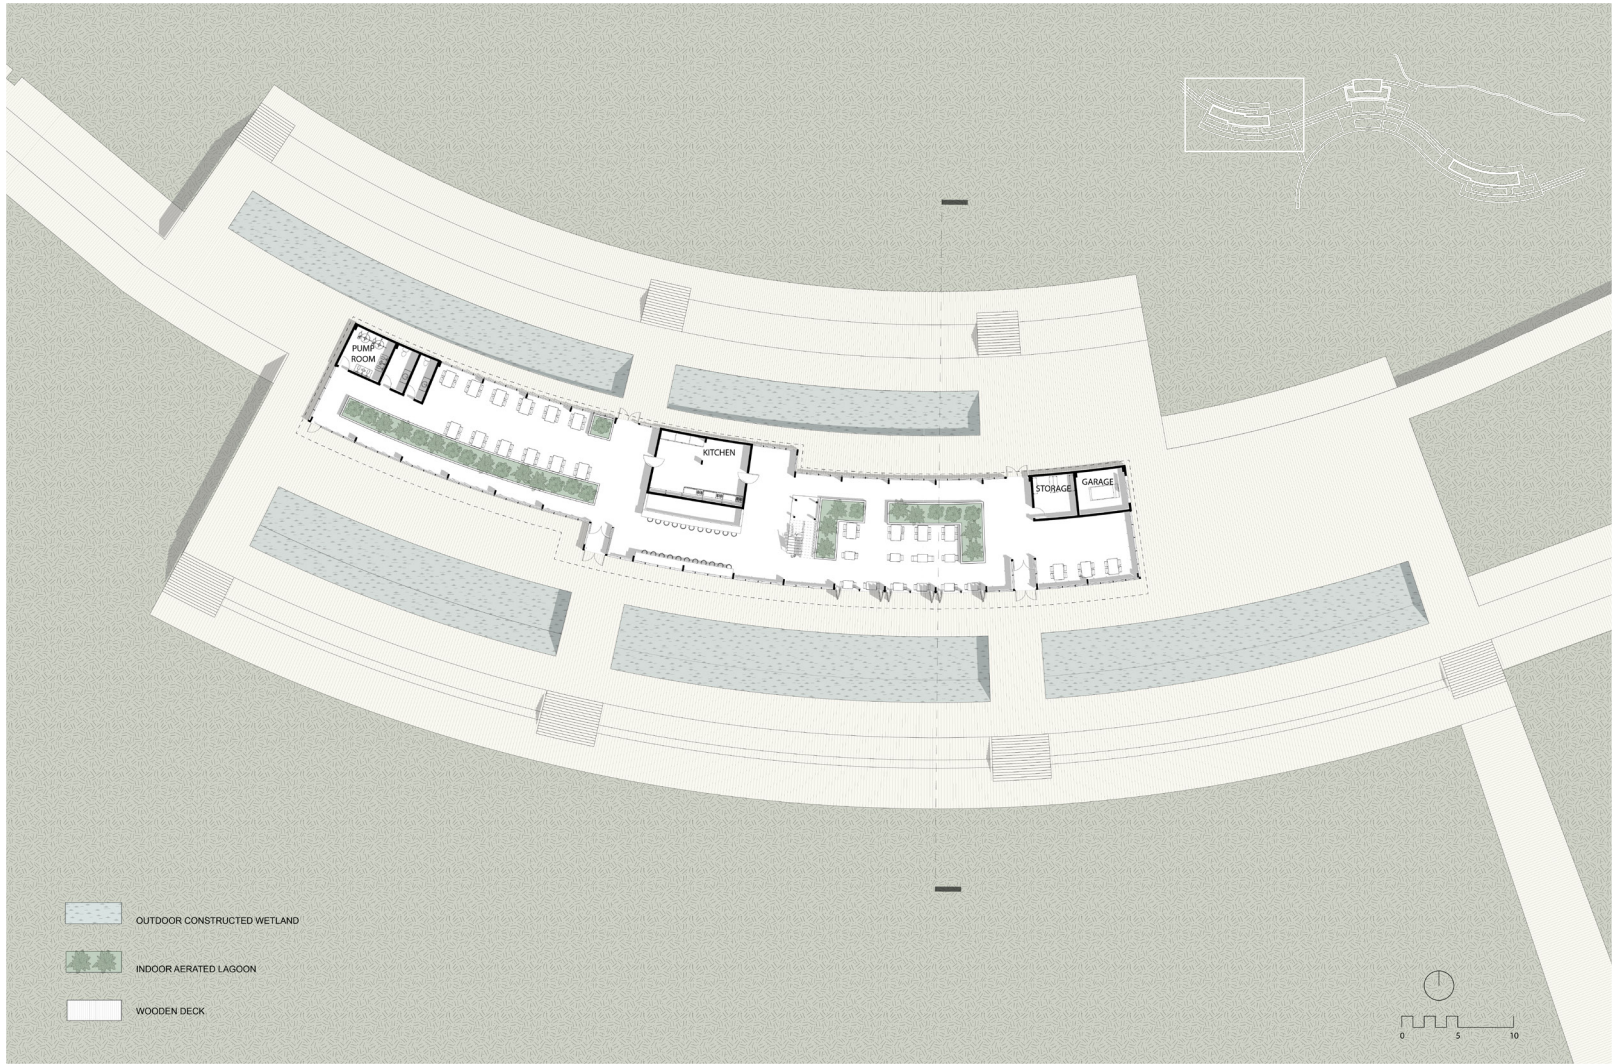 PUMP
ROOM
KITCHEN
STORAGE
GARAGE
OUTDOOR CONSTRUCTED WETLAND
INDOOR AERATED LAGOON
WOODEN DECK
0 5 10